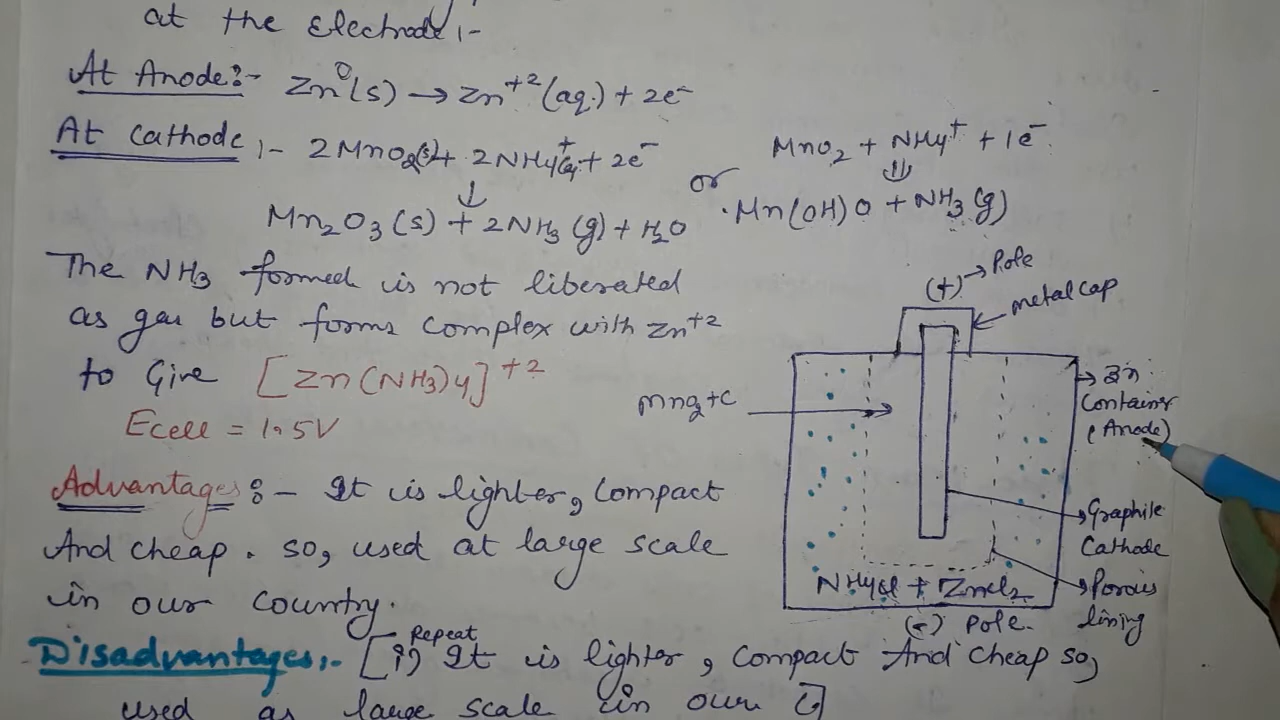 at the Electrode :-
At Anode :- Zn⁰(s) → Zn⁺²(aq.) + 2e⁻
At Cathode :- 2MnO₂(s) + 2NH₄⁺(aq) + 2e⁻
↓
Mn₂O₃(s) + 2NH₃(g) + H₂O
or
MnO₂ + NH₄⁺ + 1e⁻
⇓
Mn(OH)O + NH₃(g)
The NH₃ formed is not liberated
as gas but forms complex with Zn⁺²
to Give [Zn(NH₃)₄]⁺²
Ecell = 1.5V
Advantages :- It is lighter, Compact
And cheap. so, used at large scale
in our country.
Disadvantages :- [i) It is lighter, Compact And Cheap so,
Repeat
used as large scale in our ]
(+) → Pole
metal cap
MnO₂+C
→ Zn
Container
(Anode)
Graphite
Cathode
Porous
lining
NH₄Cl + ZnCl₂
(-) Pole.